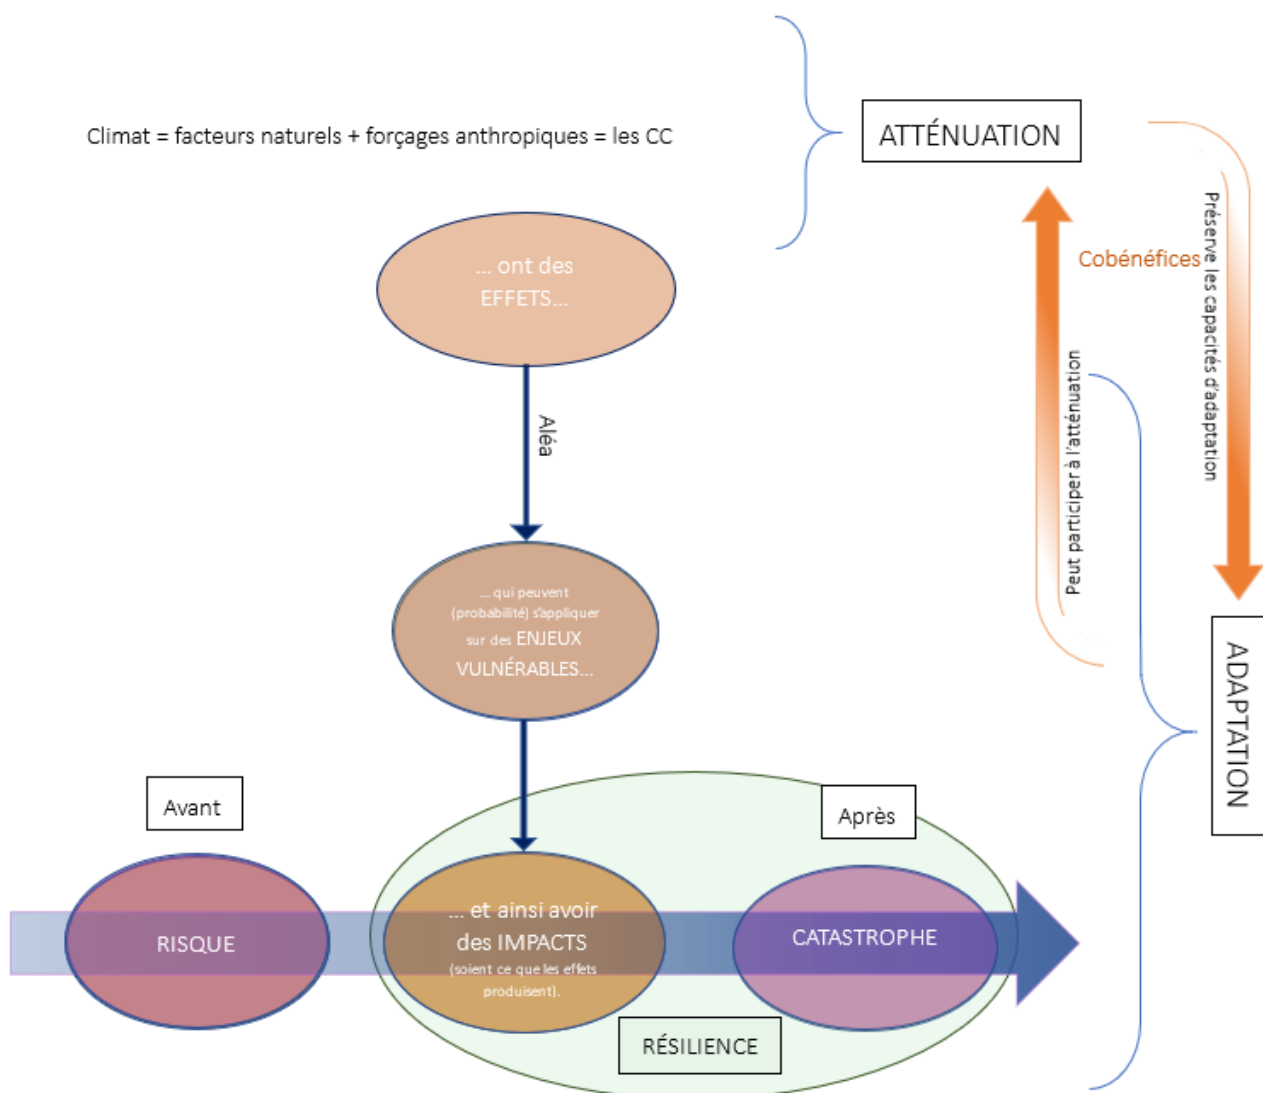 Climat = facteurs naturels + forçages anthropiques = les CC
ATTÉNUATION
... ont des
EFFETS...
Cobénéfices
Préserve les capacités d'adaptation
Peut participer à l'atténuation
Aléa
... qui peuvent
(probabilité) s'appliquer
sur des ENJEUX
VULNÉRABLES...
ADAPTATION
Avant
Après
RISQUE
... et ainsi avoir
des IMPACTS
(soient ce que les effets
produisent).
CATASTROPHE
RÉSILIENCE